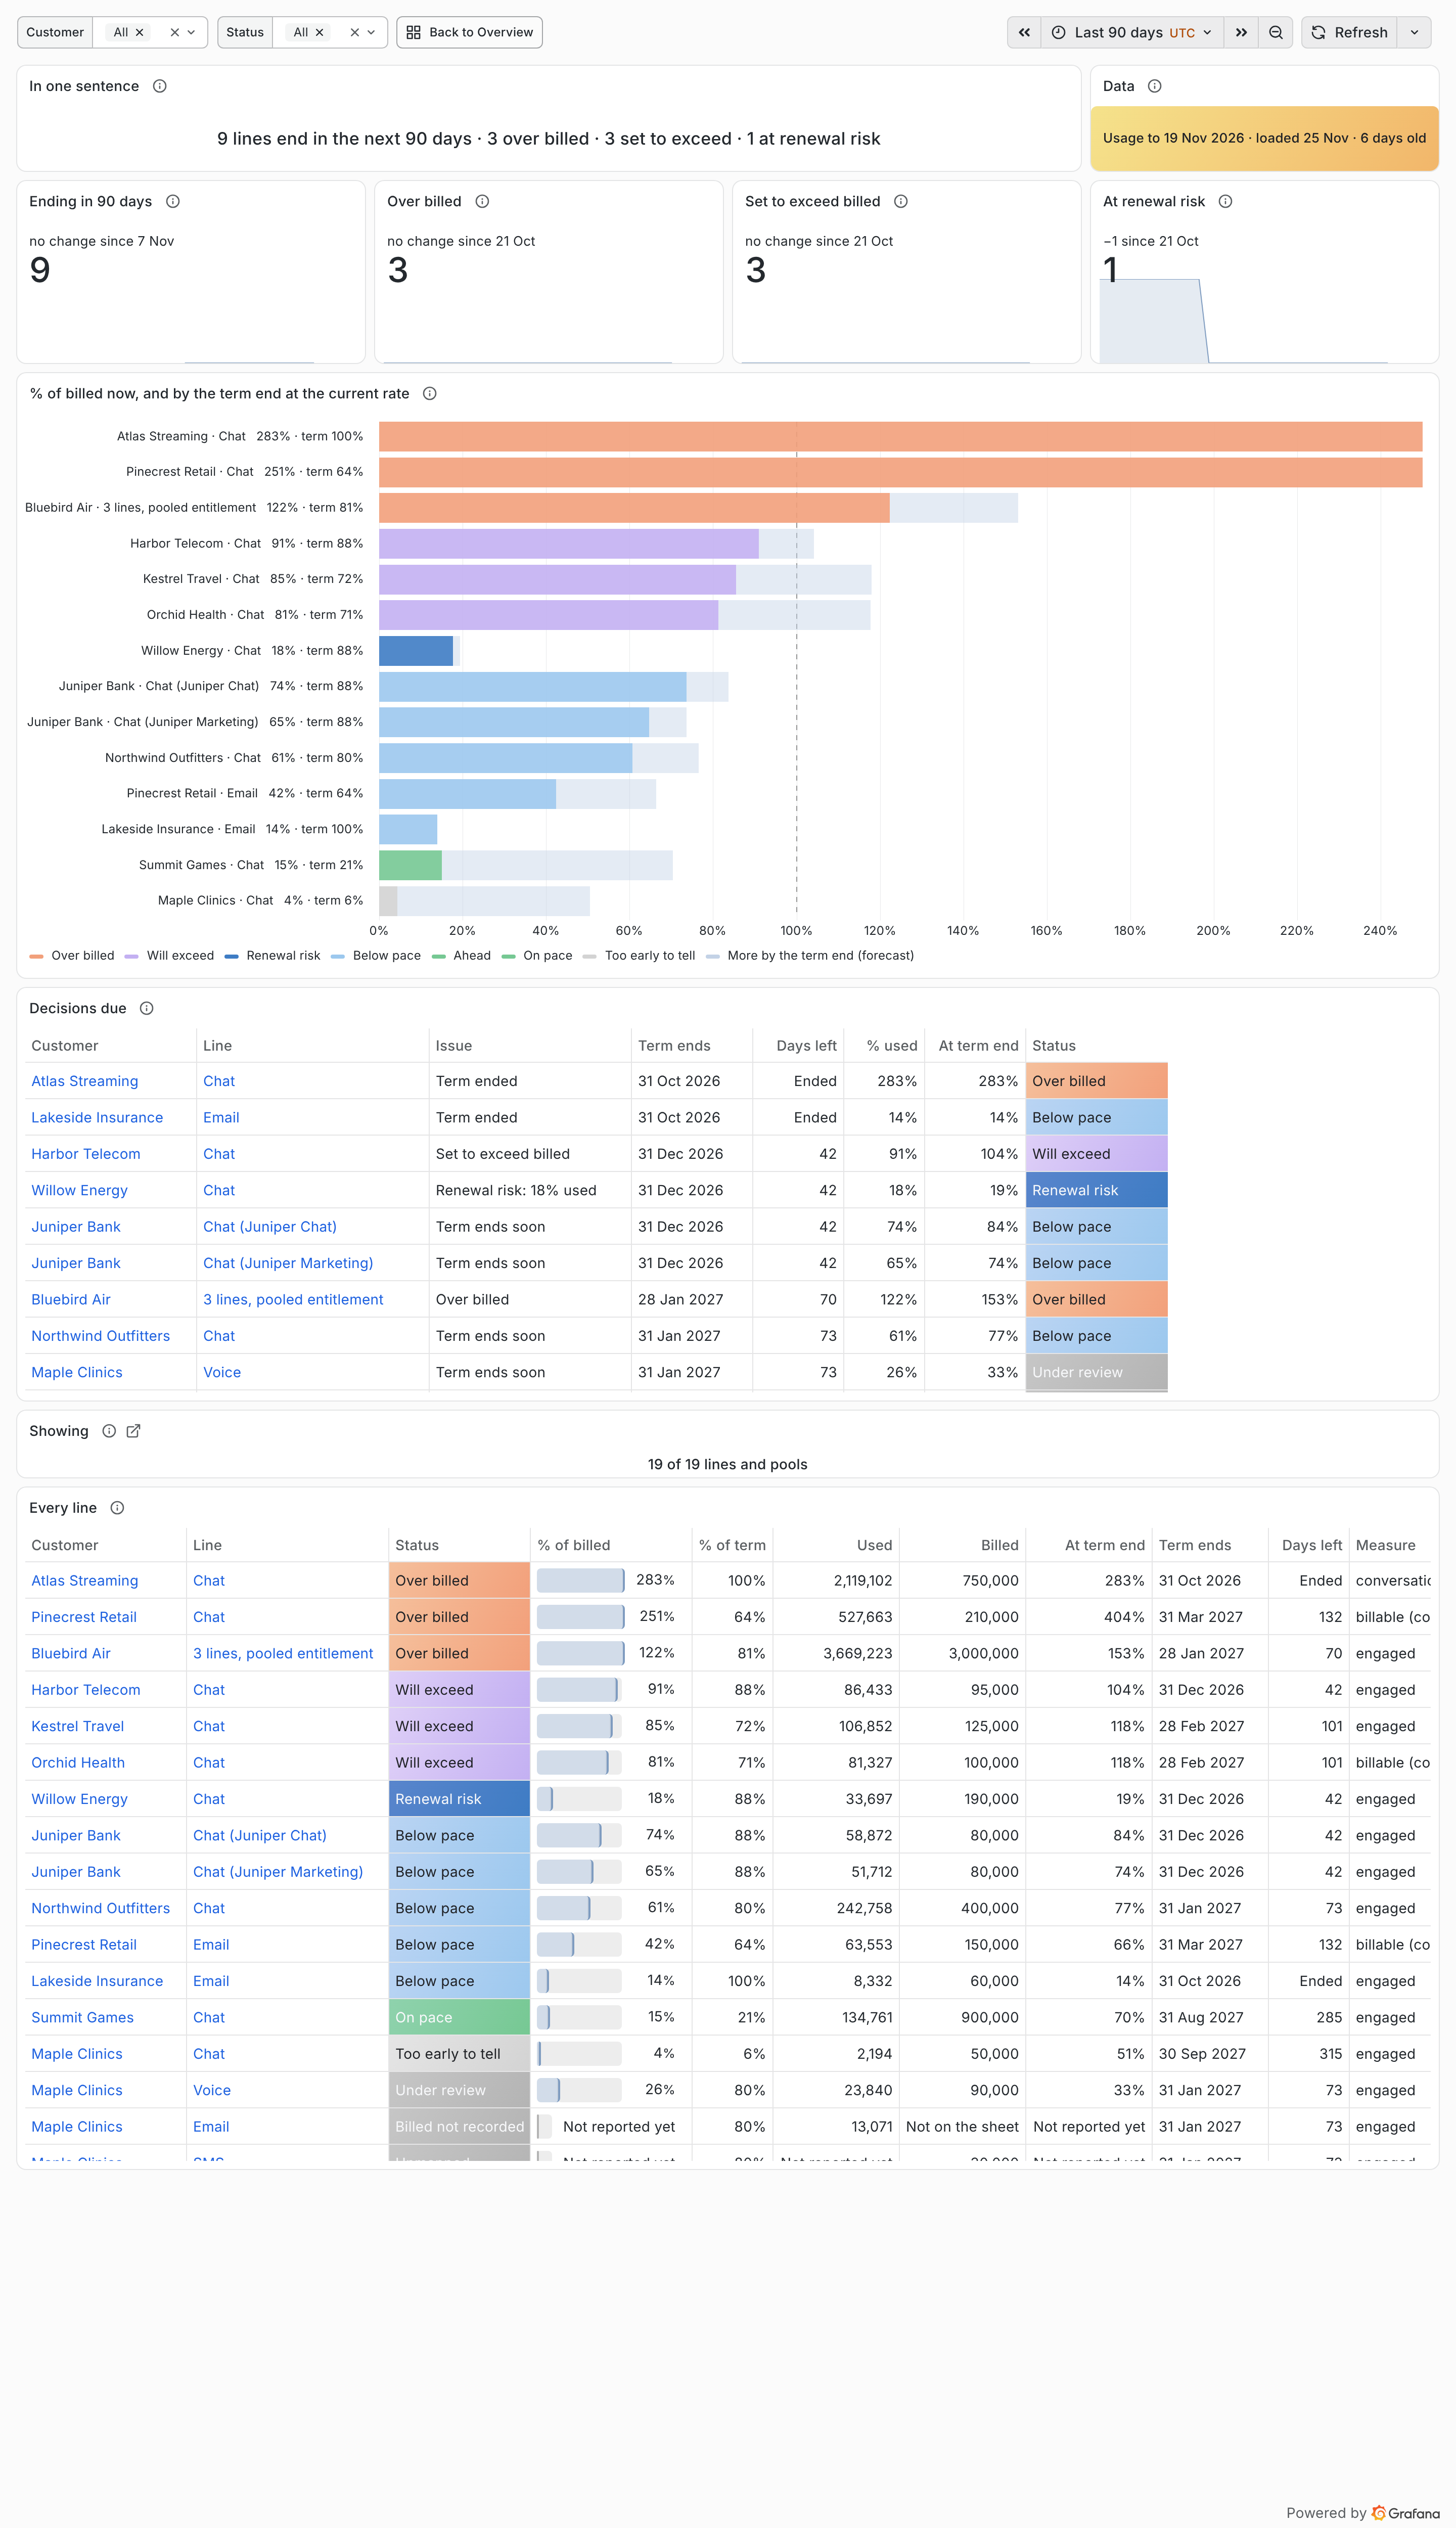 Customer All Status All Back to Overview Last 90 days UTC Refresh
In one sentence
9 lines end in the next 90 days · 3 over billed · 3 set to exceed · 1 at renewal risk
Data
Usage to 19 Nov 2026 · loaded 25 Nov · 6 days old
Ending in 90 days
no change since 7 Nov
9
Over billed
no change since 21 Oct
3
Set to exceed billed
no change since 21 Oct
3
At renewal risk
−1 since 21 Oct
1
% of billed now, and by the term end at the current rate
Atlas Streaming · Chat 283% · term 100%
Pinecrest Retail · Chat 251% · term 64%
Bluebird Air · 3 lines, pooled entitlement 122% · term 81%
Harbor Telecom · Chat 91% · term 88%
Kestrel Travel · Chat 85% · term 72%
Orchid Health · Chat 81% · term 71%
Willow Energy · Chat 18% · term 88%
Juniper Bank · Chat (Juniper Chat) 74% · term 88%
Juniper Bank · Chat (Juniper Marketing) 65% · term 88%
Northwind Outfitters · Chat 61% · term 80%
Pinecrest Retail · Email 42% · term 64%
Lakeside Insurance · Email 14% · term 100%
Summit Games · Chat 15% · term 21%
Maple Clinics · Chat 4% · term 6%
0% 20% 40% 60% 80% 100% 120% 140% 160% 180% 200% 220% 240%
Over billed Will exceed Renewal risk Below pace Ahead On pace Too early to tell More by the term end (forecast)
Decisions due
Customer Line Issue Term ends Days left % used At term end Status
Atlas Streaming Chat Term ended 31 Oct 2026 Ended 283% 283% Over billed
Lakeside Insurance Email Term ended 31 Oct 2026 Ended 14% 14% Below pace
Harbor Telecom Chat Set to exceed billed 31 Dec 2026 42 91% 104% Will exceed
Willow Energy Chat Renewal risk: 18% used 31 Dec 2026 42 18% 19% Renewal risk
Juniper Bank Chat (Juniper Chat) Term ends soon 31 Dec 2026 42 74% 84% Below pace
Juniper Bank Chat (Juniper Marketing) Term ends soon 31 Dec 2026 42 65% 74% Below pace
Bluebird Air 3 lines, pooled entitlement Over billed 28 Jan 2027 70 122% 153% Over billed
Northwind Outfitters Chat Term ends soon 31 Jan 2027 73 61% 77% Below pace
Maple Clinics Voice Term ends soon 31 Jan 2027 73 26% 33% Under review
Showing
19 of 19 lines and pools
Every line
Customer Line Status % of billed % of term Used Billed At term end Term ends Days left Measure
Atlas Streaming Chat Over billed 283% 100% 2,119,102 750,000 283% 31 Oct 2026 Ended conversatic
Pinecrest Retail Chat Over billed 251% 64% 527,663 210,000 404% 31 Mar 2027 132 billable (co
Bluebird Air 3 lines, pooled entitlement Over billed 122% 81% 3,669,223 3,000,000 153% 28 Jan 2027 70 engaged
Harbor Telecom Chat Will exceed 91% 88% 86,433 95,000 104% 31 Dec 2026 42 engaged
Kestrel Travel Chat Will exceed 85% 72% 106,852 125,000 118% 28 Feb 2027 101 engaged
Orchid Health Chat Will exceed 81% 71% 81,327 100,000 118% 28 Feb 2027 101 billable (co
Willow Energy Chat Renewal risk 18% 88% 33,697 190,000 19% 31 Dec 2026 42 engaged
Juniper Bank Chat (Juniper Chat) Below pace 74% 88% 58,872 80,000 84% 31 Dec 2026 42 engaged
Juniper Bank Chat (Juniper Marketing) Below pace 65% 88% 51,712 80,000 74% 31 Dec 2026 42 engaged
Northwind Outfitters Chat Below pace 61% 80% 242,758 400,000 77% 31 Jan 2027 73 engaged
Pinecrest Retail Email Below pace 42% 64% 63,553 150,000 66% 31 Mar 2027 132 billable (co
Lakeside Insurance Email Below pace 14% 100% 8,332 60,000 14% 31 Oct 2026 Ended engaged
Summit Games Chat On pace 15% 21% 134,761 900,000 70% 31 Aug 2027 285 engaged
Maple Clinics Chat Too early to tell 4% 6% 2,194 50,000 51% 30 Sep 2027 315 engaged
Maple Clinics Voice Under review 26% 80% 23,840 90,000 33% 31 Jan 2027 73 engaged
Maple Clinics Email Billed not recorded Not reported yet 80% 13,071 Not on the sheet Not reported yet 31 Jan 2027 73 engaged
Powered by Grafana